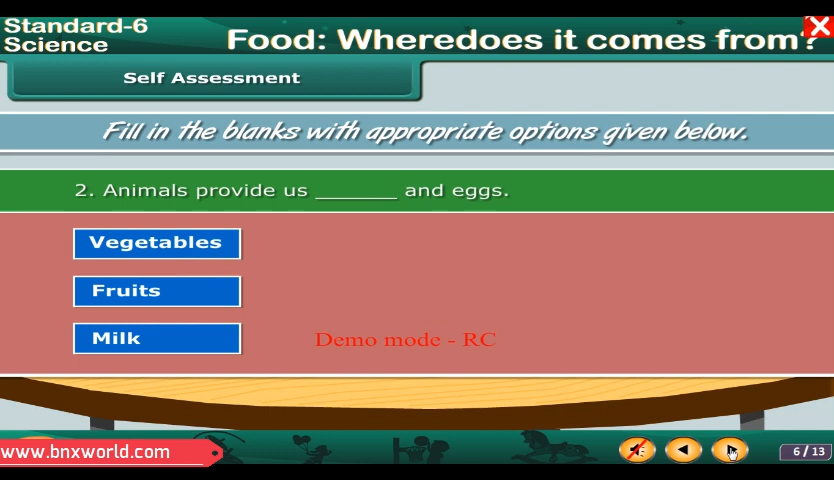 Standard-6
Science
Food: Wheredoes it comes from?
Self Assessment
Fill in the blanks with appropriate options given below.
2. Animals provide us _______ and eggs.
Vegetables
Fruits
Milk
Demo mode - RC
www.bnxworld.com
6 / 13